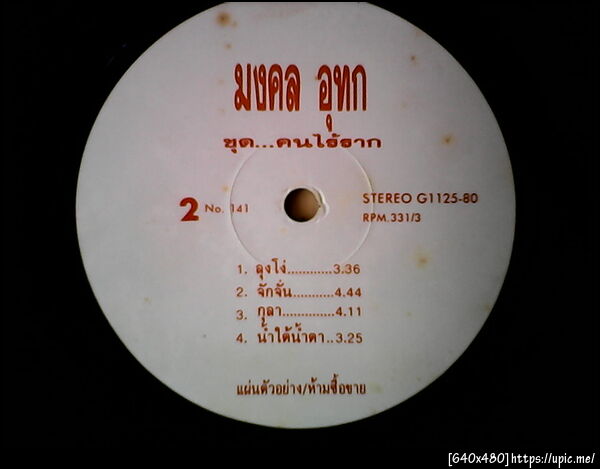 มงคล อุทก
ชุด...คนไร้ราก
2 No. 141
STEREO G1125-80
RPM.331/3
1. ลุงโง่............3.36
2. จักจั่น...........4.44
3. กุลา..............4.11
4. น้ำใต้น้ำตา..3.25
แผ่นตัวอย่าง/ห้ามซื้อขาย
[640x480]https://upic.me/